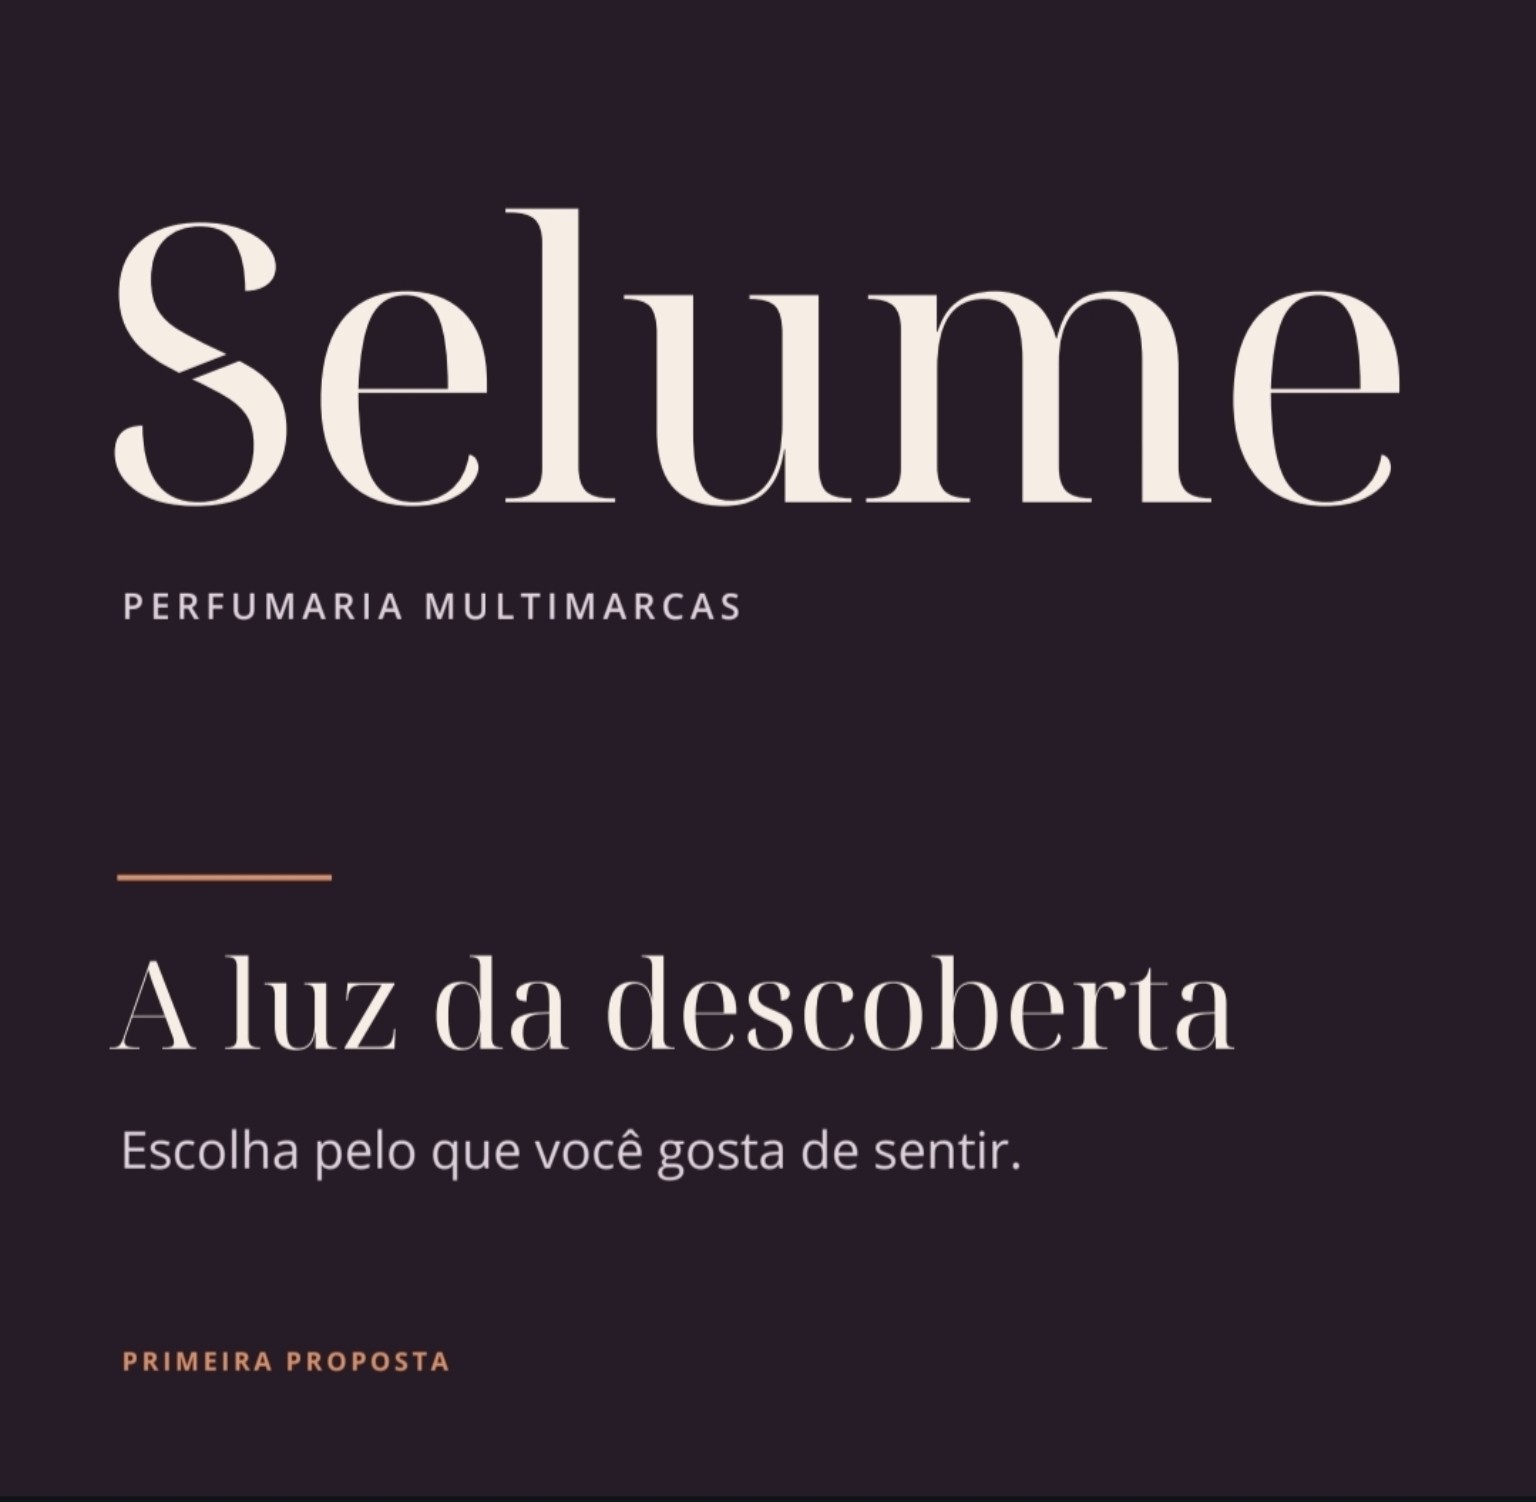 Selume
PERFUMARIA MULTIMARCAS
A luz da descoberta
Escolha pelo que você gosta de sentir.
PRIMEIRA PROPOSTA